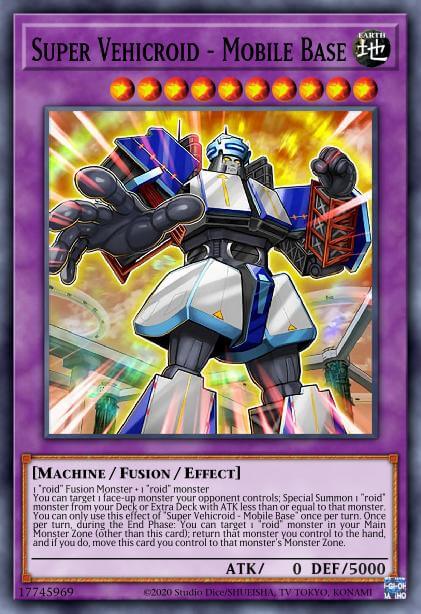 SUPER VEHICROID - MOBILE BASE
EARTH
地
[MACHINE / FUSION / EFFECT]
1 "roid" Fusion Monster + 1 "roid" monster
You can target 1 face-up monster your opponent controls; Special Summon 1 "roid"
monster from your Deck or Extra Deck with ATK less than or equal to that monster.
You can only use this effect of "Super Vehicroid - Mobile Base" once per turn. Once
per turn, during the End Phase: You can target 1 "roid" monster in your Main
Monster Zone (other than this card); return that monster you control to the hand,
and if you do, move this card you control to that monster's Monster Zone.
ATK/ 0 DEF/5000
17745969
©2020 Studio Dice/SHUEISHA, TV TOKYO, KONAMI